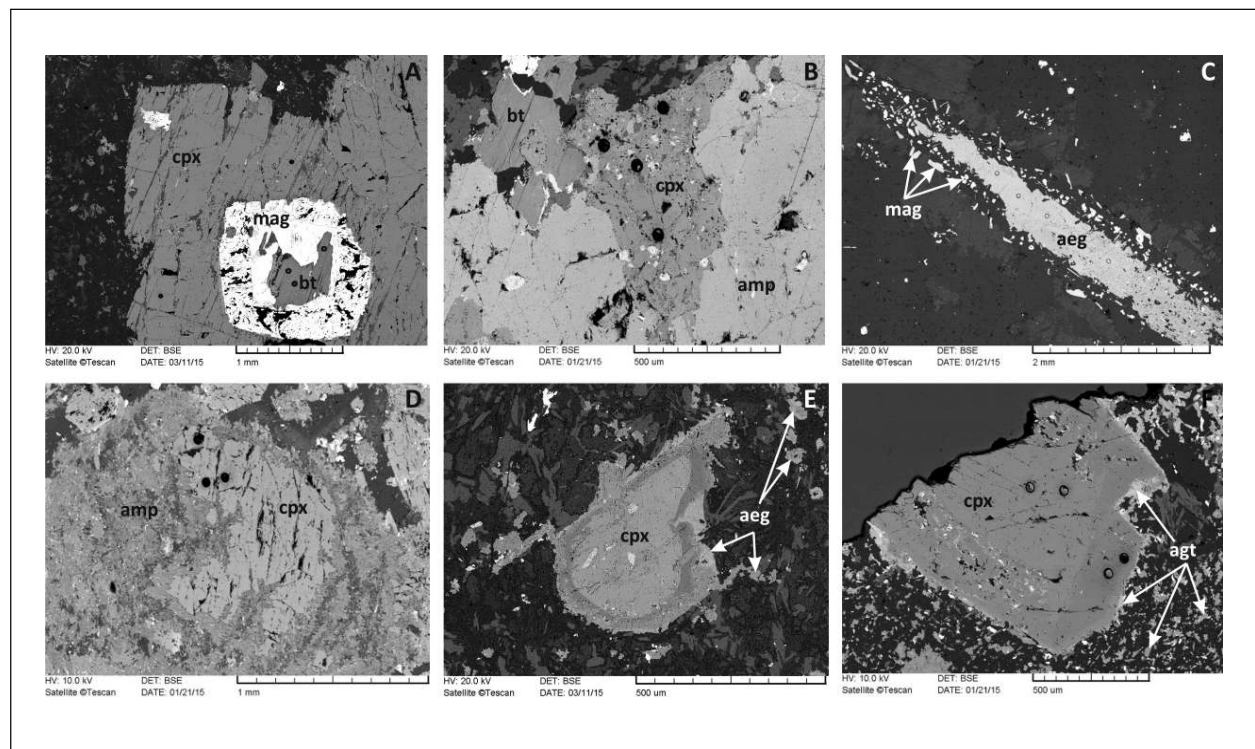 A
cpx
mag
bt
HV: 20.0 kV DET: BSE
Satellite ©Tescan DATE: 03/11/15 1 mm
B
bt
cpx
amp
HV: 20.0 kV DET: BSE
Satellite ©Tescan DATE: 01/21/15 500 um
C
mag
aeg
HV: 20.0 kV DET: BSE
Satellite ©Tescan DATE: 01/21/15 2 mm
D
amp
cpx
HV: 10.0 kV DET: BSE
Satellite ©Tescan DATE: 01/21/15 1 mm
E
aeg
cpx
HV: 20.0 kV DET: BSE
Satellite ©Tescan DATE: 03/11/15 500 um
F
cpx
agt
HV: 10.0 kV DET: BSE
Satellite ©Tescan DATE: 01/21/15 500 um